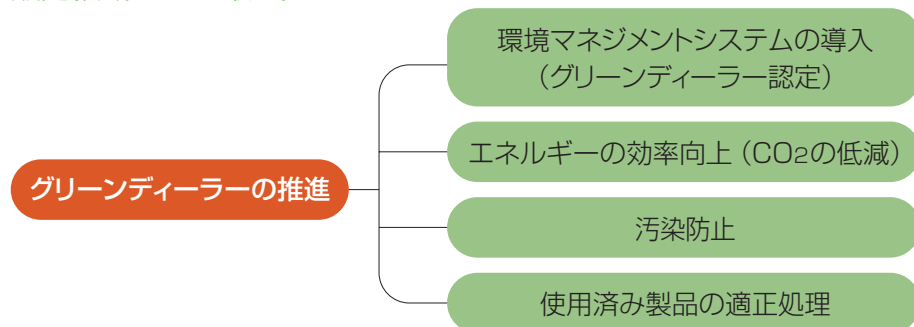 環境マネジメントシステムの導入
(グリーンディーラー認定)
エネルギーの効率向上(CO2の低減)
グリーンディーラーの推進
汚染防止
使用済み製品の適正処理